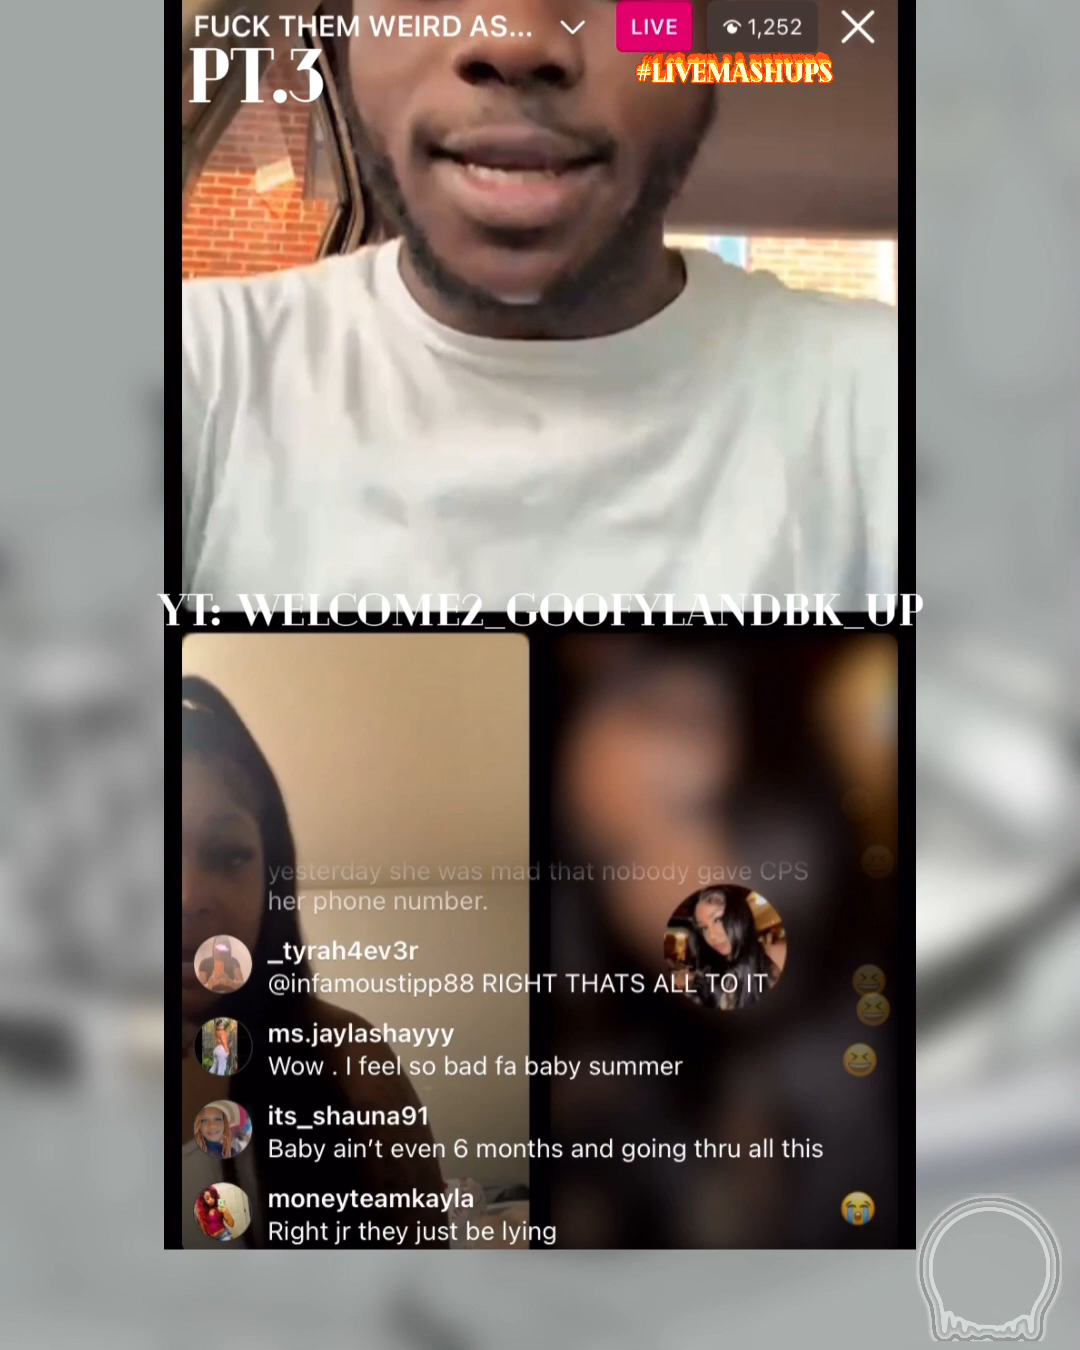 FUCK THEM WEIRD AS...
LIVE
1,252
PT.3
#LIVEMASHUPS
YT: WELCOME2_GOOFYLANDBK_UP
yesterday she was mad that nobody gave CPS
her phone number.
_tyrah4ev3r
@infamoustipp88 RIGHT THATS ALL TO IT
ms.jaylashayyy
Wow . I feel so bad fa baby summer
its_shauna91
Baby ain’t even 6 months and going thru all this
moneyteamkayla
Right jr they just be lying